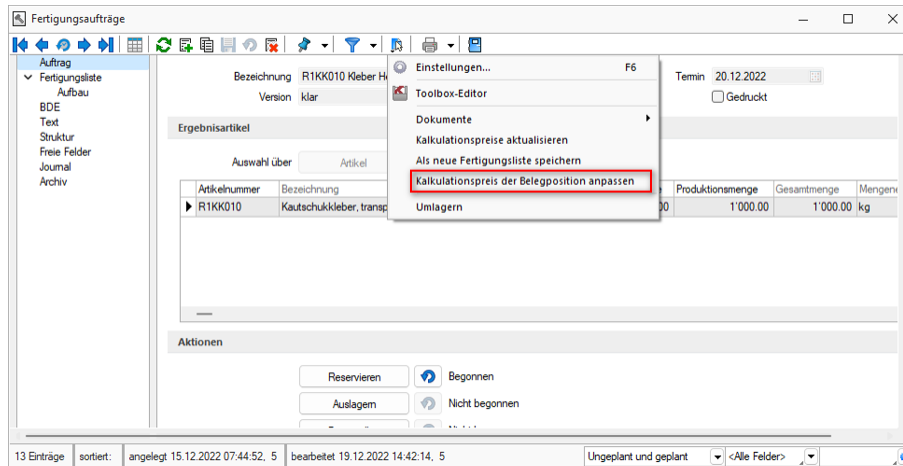 Fertigungsaufträge
Auftrag
Fertigungsliste
Aufbau
BDE
Text
Struktur
Freie Felder
Journal
Archiv
Bezeichnung R1KK010 Kleber
Termin 20.12.2022
Version klar
Gedruckt
Einstellungen... F6
Toolbox-Editor
Dokumente
Kalkulationspreise aktualisieren
Als neue Fertigungsliste speichern
Kalkulationspreis der Belegposition anpassen
Umlagern
Ergebnisartikel
Auswahl über Artikel
Artikelnummer Bezeichnung Produktionsmenge Gesamtmenge Mengene
R1KK010 Kautschukkleber, transp 00 1'000.00 1'000.00 kg
Aktionen
Reservieren Begonnen
Auslagern Nicht begonnen
13 Einträge sortiert: angelegt 15.12.2022 07:44:52, 5 bearbeitet 19.12.2022 14:42:14, 5 Ungeplant und geplant <Alle Felder>